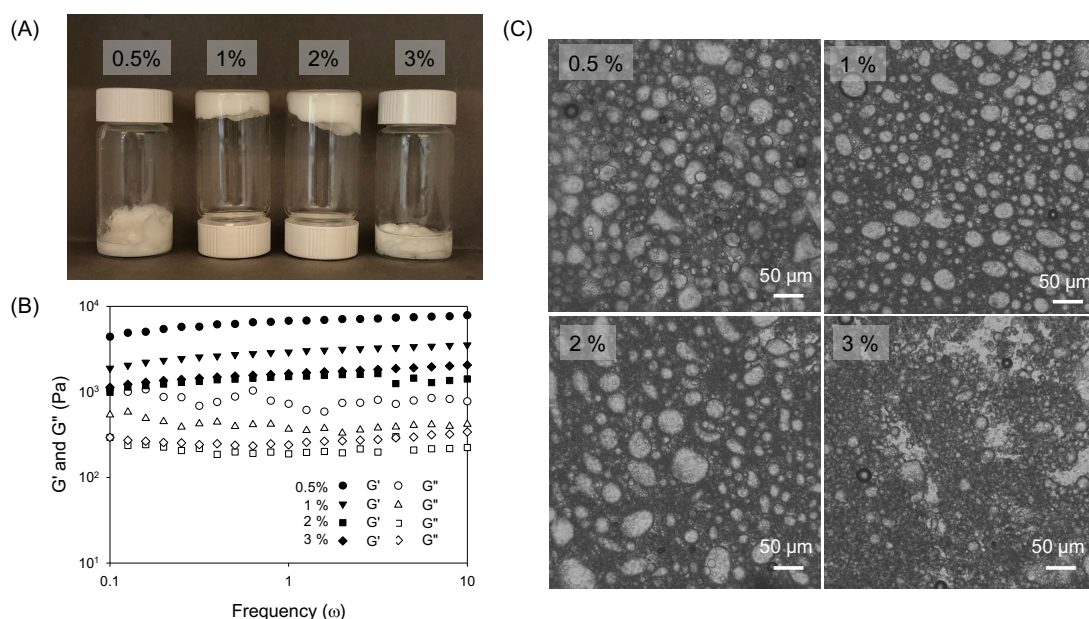 (A)
0.5%
1%
2%
3%
(B)
10⁴
10³
10²
10¹
G' and G" (Pa)
0.5% ● G' ○ G"
1 % ▼ G' △ G"
2 % ■ G' □ G"
3 % ◆ G' ◇ G"
0.1
1
10
Frequency (ω)
(C)
0.5 %
50 µm
1 %
50 µm
2 %
50 µm
3 %
50 µm